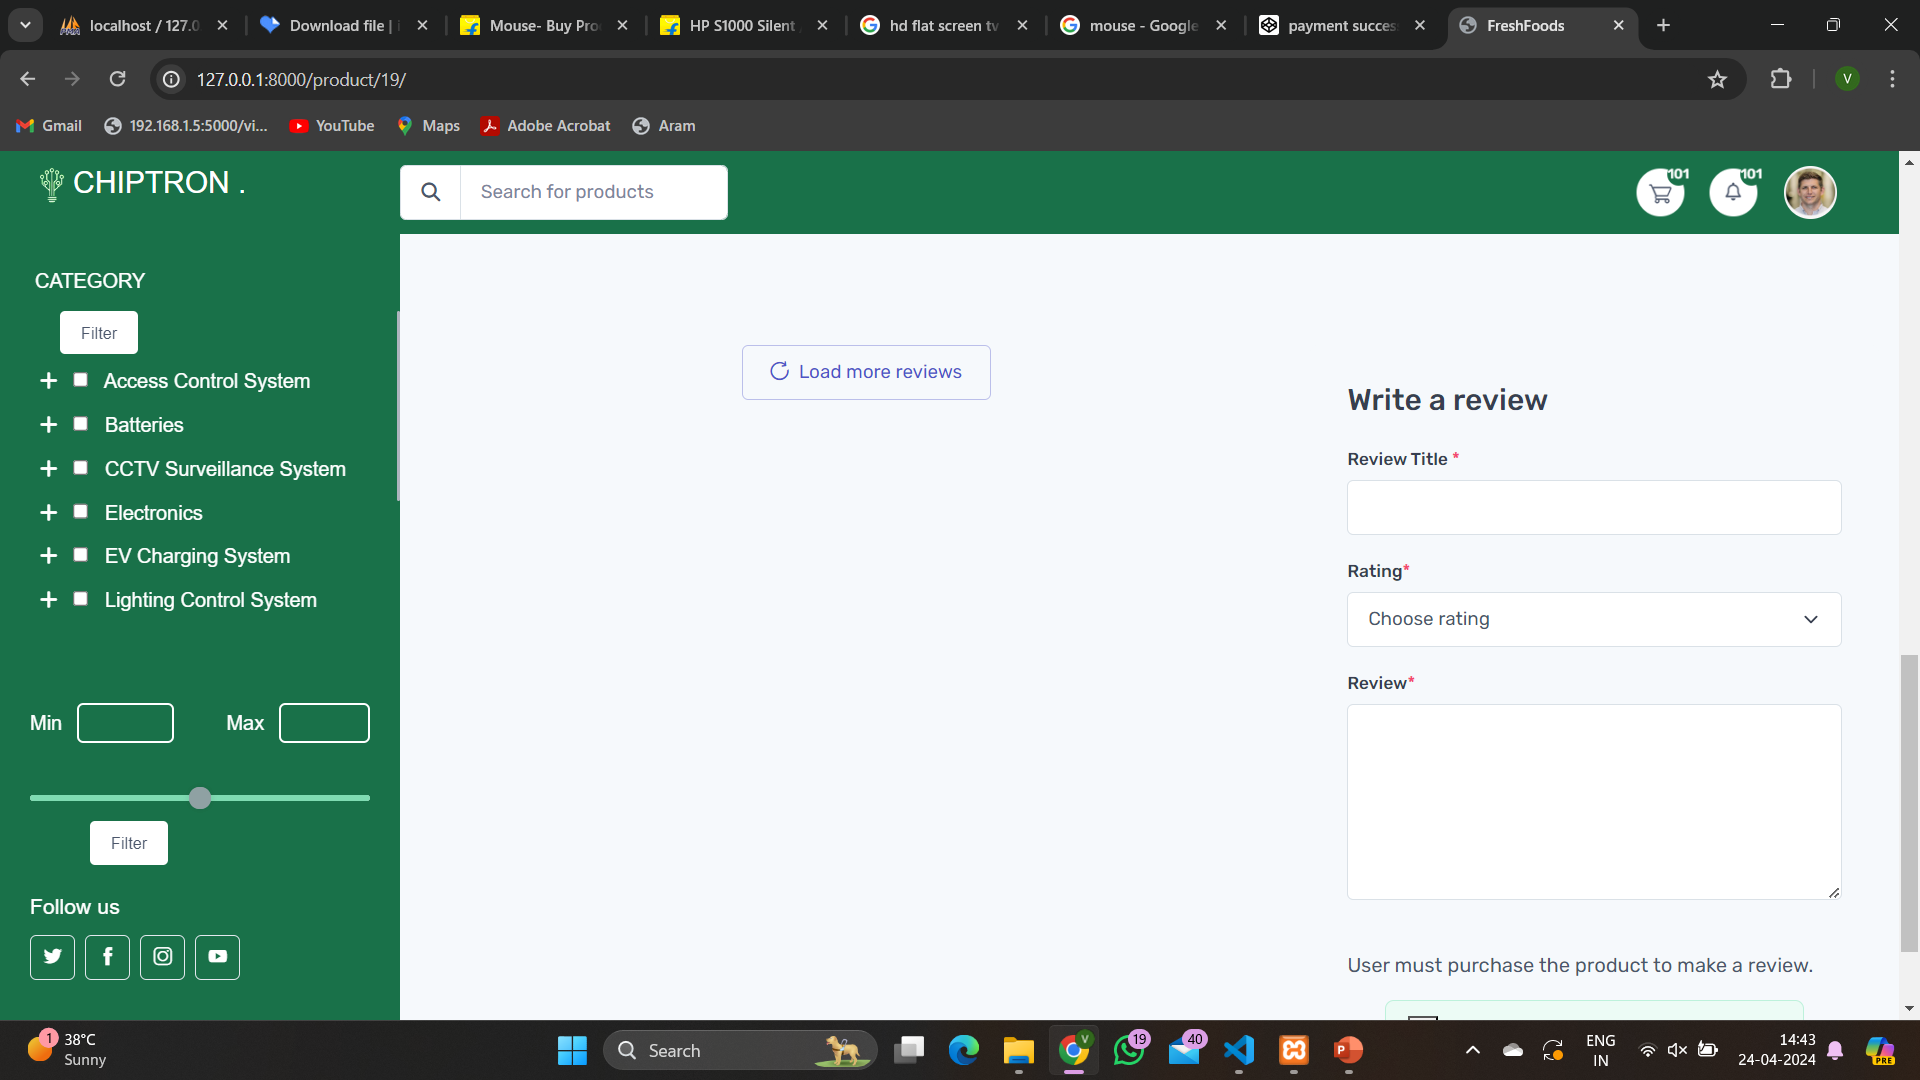 localhost / 127.0
Download file | i
Mouse- Buy Pro
HP S1000 Silent
hd flat screen tv
mouse - Google
payment succes
FreshFoods
127.0.0.1:8000/product/19/
V
Gmail
192.168.1.5:5000/vi...
YouTube
Maps
Adobe Acrobat
Aram
CHIPTRON .
Search for products
101
101
CATEGORY
Filter
Access Control System
Batteries
CCTV Surveillance System
Electronics
EV Charging System
Lighting Control System
Min
Max
Filter
Follow us
Load more reviews
Write a review
Review Title *
Rating*
Choose rating
Review*
User must purchase the product to make a review.
1
38°C
Sunny
Search
V
19
40
P
ENG
IN
14:43
24-04-2024
PRE